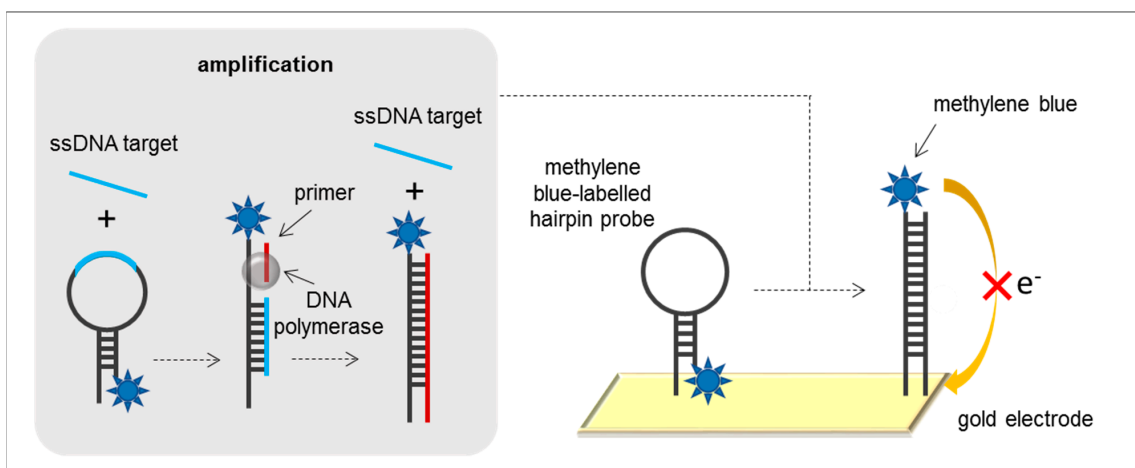 amplification
ssDNA target
+
primer
DNA
polymerase
ssDNA target
+
methylene
blue-labelled
hairpin probe
methylene blue
e-
gold electrode